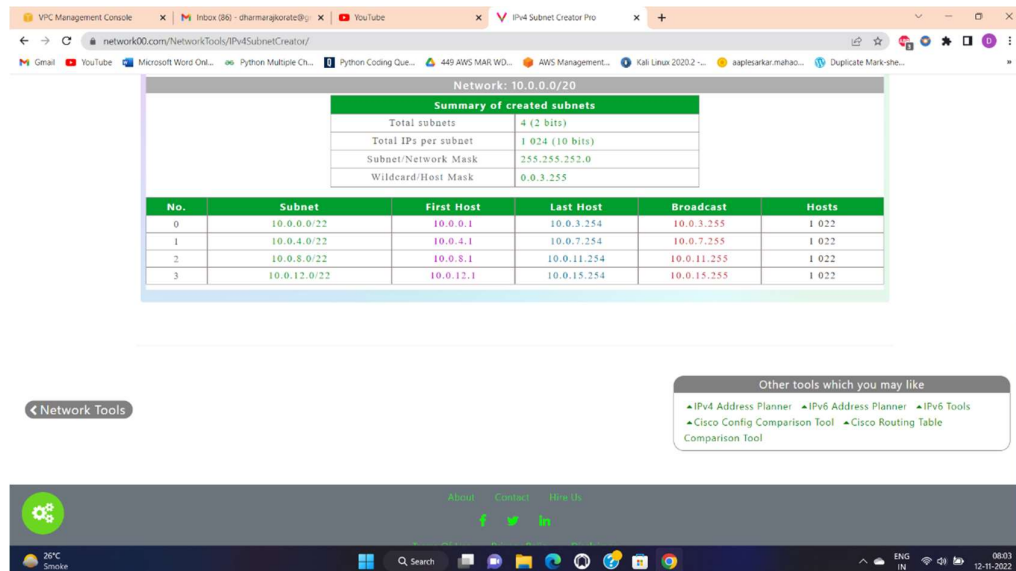 VPC Management Console
Inbox (86) - dharmarajkorate@g
YouTube
IPv4 Subnet Creator Pro
network00.com/NetworkTools/IPv4SubnetCreator/
D
Gmail YouTube Microsoft Word Onl... Python Multiple Ch... Python Coding Que... 449 AWS MAR WD... AWS Management... Kali Linux 2020.2 -... aaplesarkar.mahao... Duplicate Mark-she... »
Network: 10.0.0.0/20
Summary of created subnets
Total subnets 4 (2 bits)
Total IPs per subnet 1 024 (10 bits)
Subnet/Network Mask 255.255.252.0
Wildcard/Host Mask 0.0.3.255
No. Subnet First Host Last Host Broadcast Hosts
0 10.0.0.0/22 10.0.0.1 10.0.3.254 10.0.3.255 1 022
1 10.0.4.0/22 10.0.4.1 10.0.7.254 10.0.7.255 1 022
2 10.0.8.0/22 10.0.8.1 10.0.11.254 10.0.11.255 1 022
3 10.0.12.0/22 10.0.12.1 10.0.15.254 10.0.15.255 1 022
Other tools which you may like
Network Tools
IPv4 Address Planner IPv6 Address Planner IPv6 Tools
Cisco Config Comparison Tool Cisco Routing Table
Comparison Tool
About Contact Hire Us
26°C
Smoke
Search
ENG
IN
08:03
12-11-2022